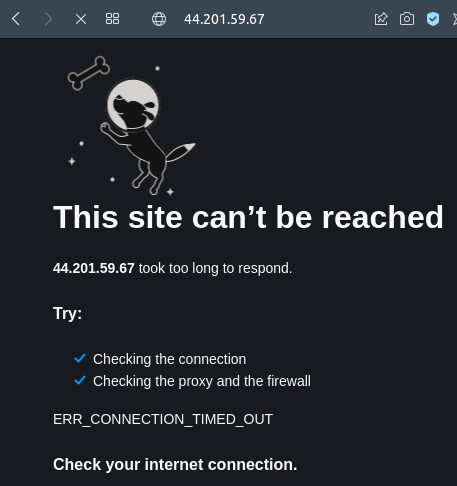 44.201.59.67
This site can’t be reached
44.201.59.67 took too long to respond.
Try:
Checking the connection
Checking the proxy and the firewall
ERR_CONNECTION_TIMED_OUT
Check your internet connection.